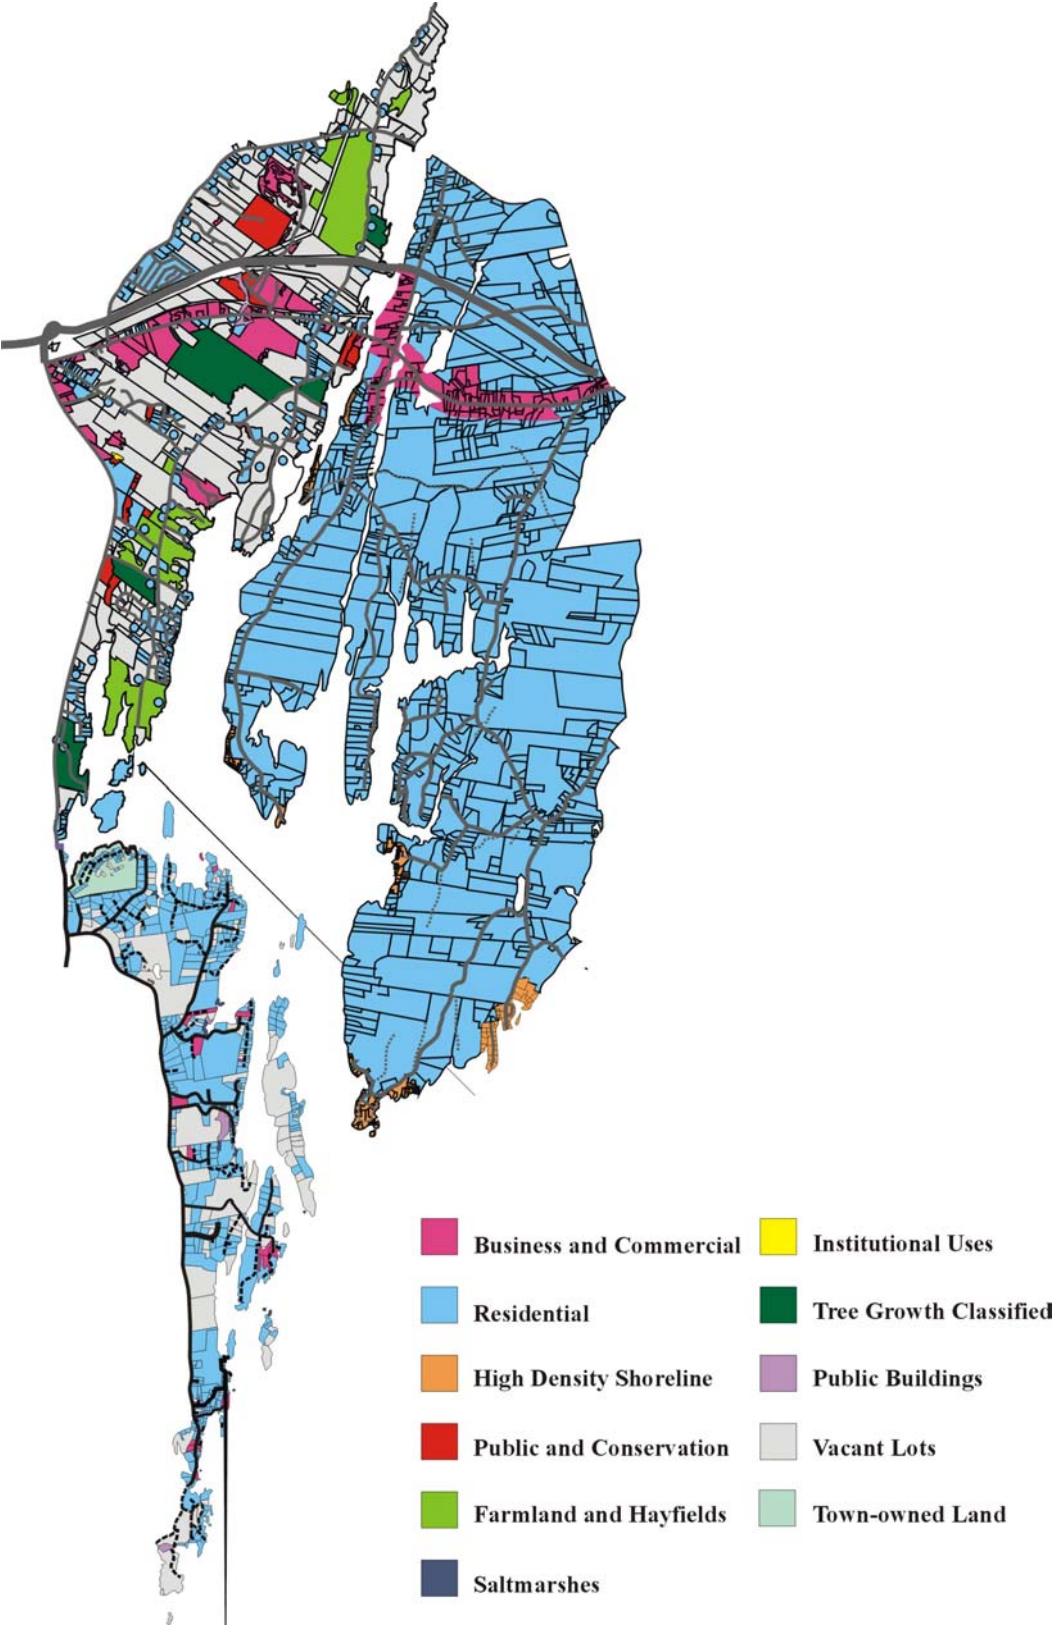 Business and Commercial
Institutional Uses
Residential
Tree Growth Classified
High Density Shoreline
Public Buildings
Public and Conservation
Vacant Lots
Farmland and Hayfields
Town-owned Land
Saltmarshes